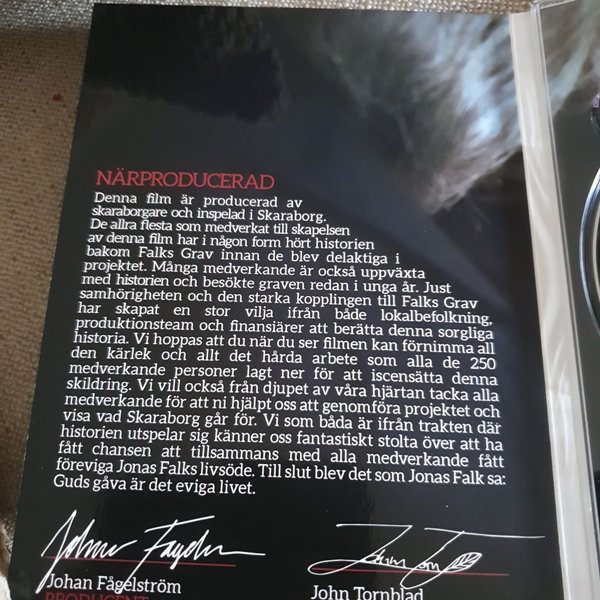 NÄRPRODUCERAD
Denna film är producerad av
skaraborgare och inspelad i Skaraborg.
De allra flesta som medverkat till skapelsen
av denna film har i någon form hört historien
bakom Falks Grav innan de blev delaktiga i
projektet. Många medverkande är också uppväxta
med historien och besökte graven redan i unga år. Just
samhörigheten och den starka kopplingen till Falks Grav
har skapat en stor vilja ifrån både lokalbefolkning,
produktionsteam och finansiärer att berätta denna sorgliga
historia. Vi hoppas att du när du ser filmen kan förnimma all
den kärlek och allt det hårda arbete som alla de 250
medverkande personer lagt ner för att iscensätta denna
skildring. Vi vill också från djupet av våra hjärtan tacka alla
medverkande för att ni hjälpt oss att genomföra projektet och
visa vad Skaraborg går för. Vi som båda är ifrån trakten där
historien utspelar sig känner oss fantastiskt stolta över att ha
fått chansen att tillsammans med alla medverkande fått
föreviga Jonas Falks livsöde. Till slut blev det som Jonas Falk sa:
Guds gåva är det eviga livet.
Johan Fågelström
John Tornblad
PRODUCENT